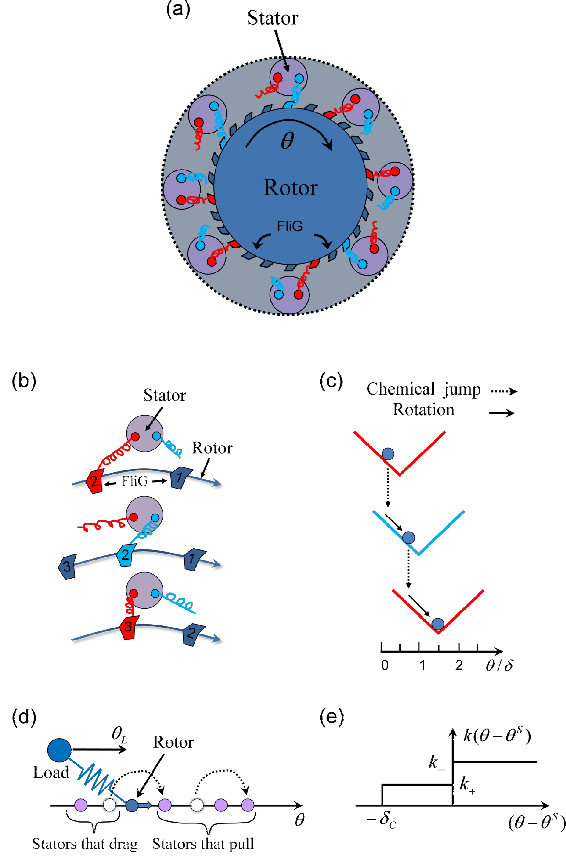 (a)
Stator
θ
Rotor
FliG
(b)
Stator
Rotor
2
FliG
1
3
2
1
3
2
(c)
Chemical jump
Rotation
0
1
2
θ/δ
(d)
θ_L
Rotor
Load
θ
Stators that drag
Stators that pull
(e)
k(θ − θ^S)
k_−
k_+
−δ_C
(θ − θ^S)